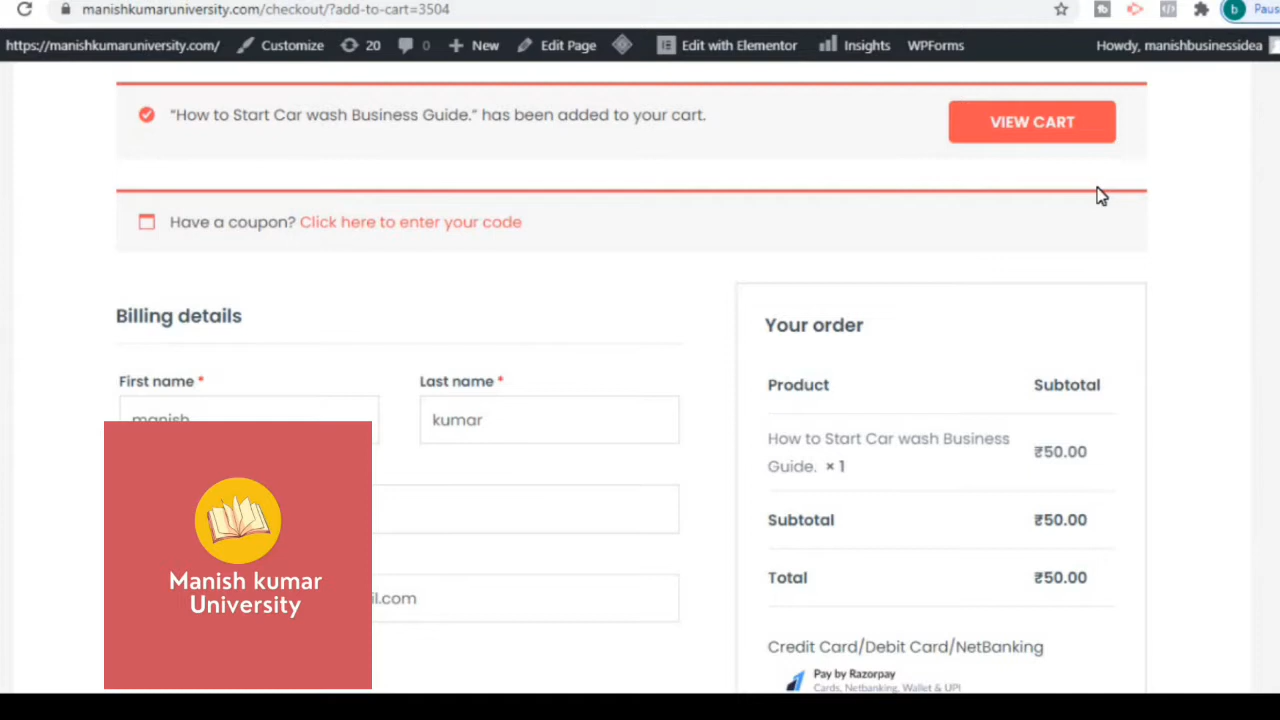 manishkumaruniversity.com/checkout/?add-to-cart=3504
b Paus
https://manishkumaruniversity.com/ Customize 20 0 New Edit Page Edit with Elementor Insights WPForms Howdy, manishbusinessidea
"How to Start Car wash Business Guide." has been added to your cart.
VIEW CART
Have a coupon? Click here to enter your code
Billing details
First name *
Last name *
manish
kumar
il.com
Manish kumar
University
Your order
Product Subtotal
How to Start Car wash Business
Guide. × 1
₹50.00
Subtotal ₹50.00
Total ₹50.00
Credit Card/Debit Card/NetBanking
Pay by Razorpay
Cards, Netbanking, Wallet & UPI